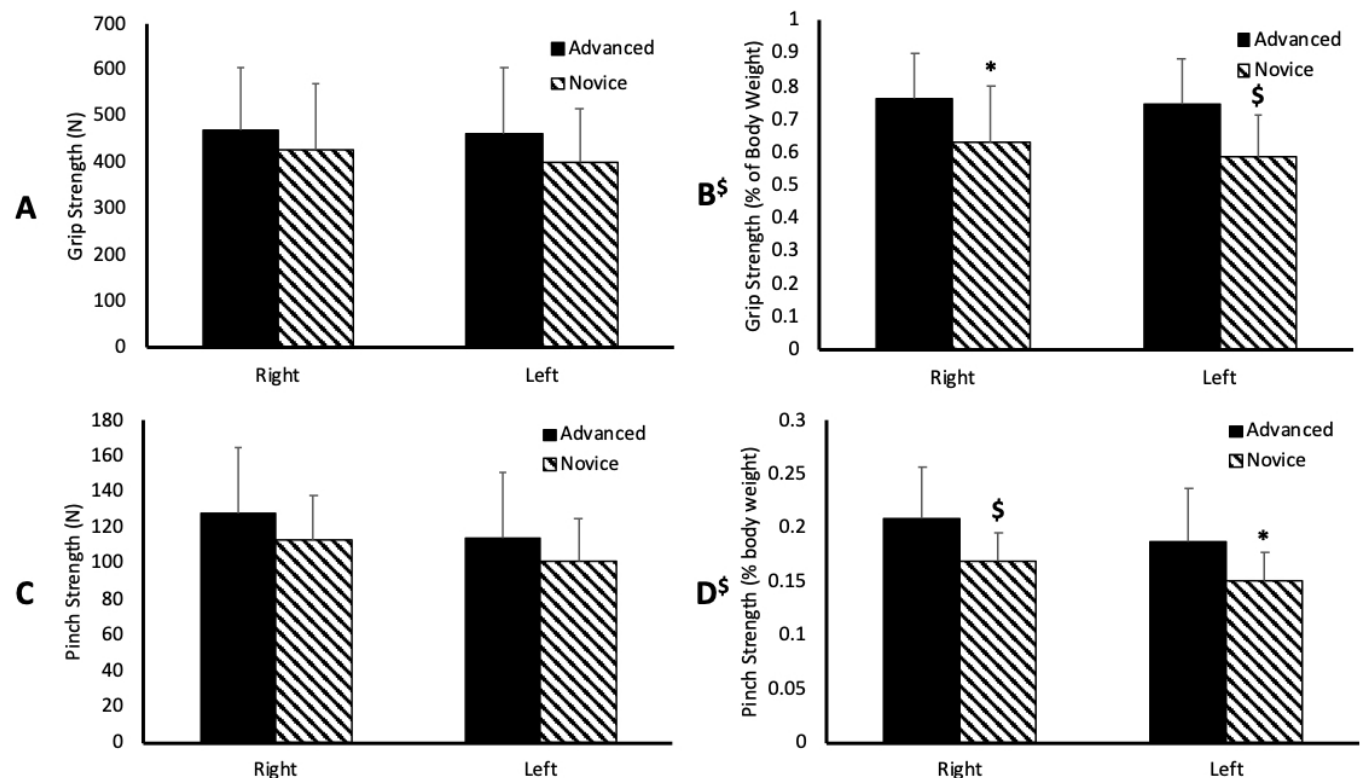 A
Grip Strength (N)
700
600
500
400
300
200
100
0
Advanced
Novice
Right
Left
B$
Grip Strength (% of Body Weight)
1
0.9
0.8
0.7
0.6
0.5
0.4
0.3
0.2
0.1
0
Advanced
Novice
*
$
Right
Left
C
Pinch Strength (N)
180
160
140
120
100
80
60
40
20
0
Advanced
Novice
Right
Left
D$
Pinch Strength (% body weight)
0.3
0.25
0.2
0.15
0.1
0.05
0
Advanced
Novice
$
*
Right
Left